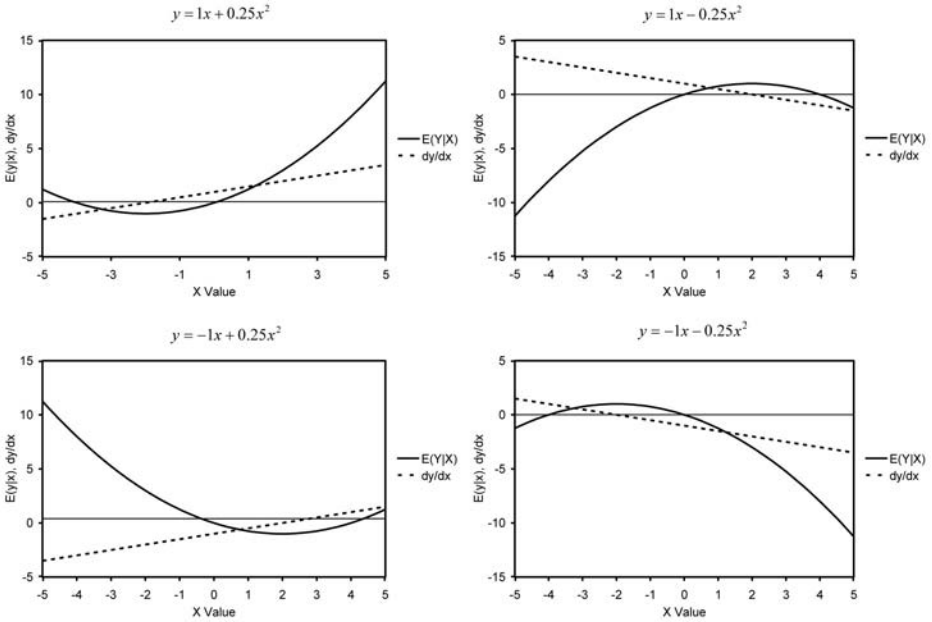 y = 1x + 0.25x²
15
10
5
0
-5
E(y|x), dy/dx
-5 -3 -1 1 3 5
X Value
E(Y|X)
dy/dx
y = 1x − 0.25x²
5
0
-5
-10
-15
E(y|x), dy/dx
-5 -4 -3 -2 -1 0 1 2 3 4 5
X Value
E(Y|X)
dy/dx
y = −1x + 0.25x²
15
10
5
0
-5
E(y|x), dy/dx
-5 -4 -3 -2 -1 0 1 2 3 4 5
X Value
E(Y|X)
dy/dx
y = −1x − 0.25x²
5
0
-5
-10
-15
E(y|x), dy/dx
-5 -4 -3 -2 -1 0 1 2 3 4 5
X Value
E(Y|X)
dy/dx